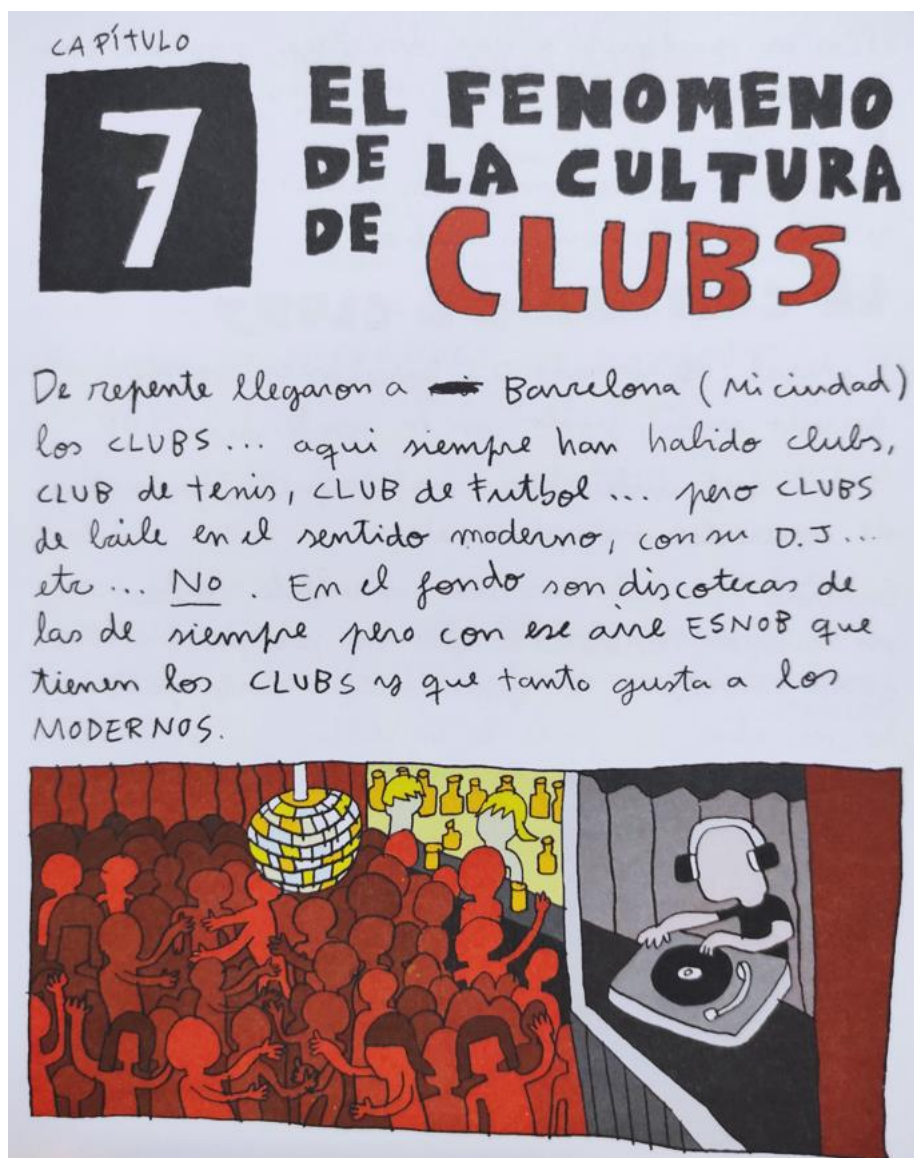 CAPÍTULO
7
EL FENOMENO
DE LA CULTURA
DE CLUBS
De repente llegaron a Barcelona (mi ciudad)
los CLUBS... aqui siempre han habido clubs,
CLUB de tenis, CLUB de Futbol... pero CLUBS
de baile en el sentido moderno, con su D.J...
etc... No. En el fondo son discotecas de
las de siempre pero con ese aire ESNOB que
tienen los CLUBS y que tanto gusta a los
MODERNOS.